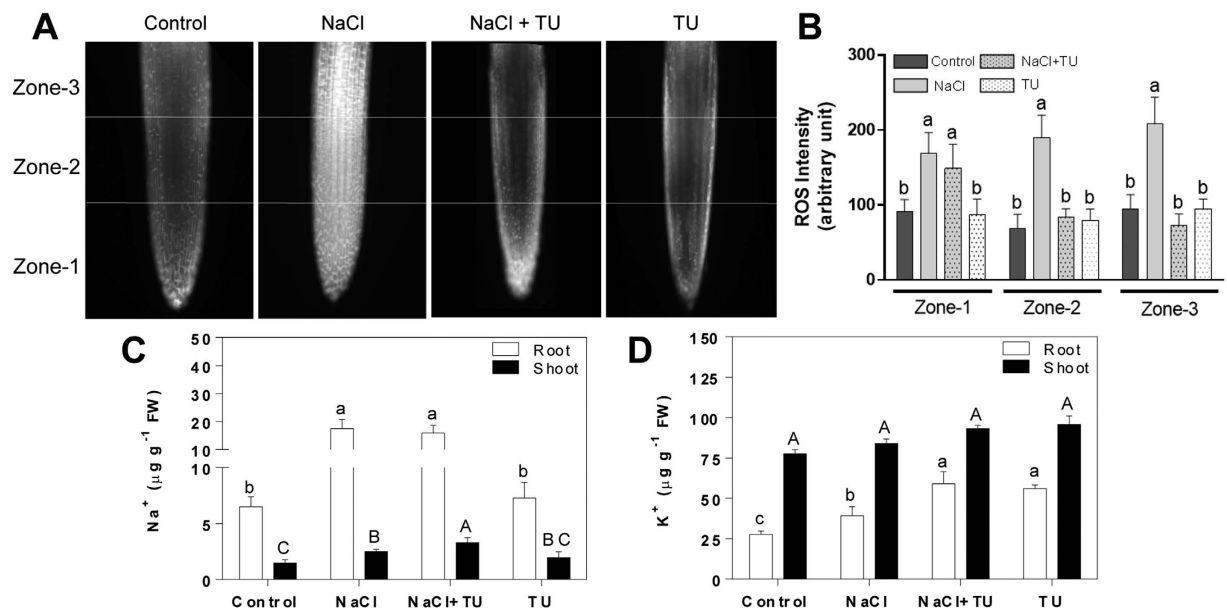 A
Control
NaCl
NaCl + TU
TU
Zone-3
Zone-2
Zone-1
B
ROS Intensity
(arbitrary unit)
300
200
100
0
Control
NaCl
NaCl+TU
TU
b a a b
b a b b
b a b b
Zone-1
Zone-2
Zone-3
C
Na+ (µg g-1 FW)
50
40
30
20
10
10
5
0
Root
Shoot
b C
a B
a A
b BC
Control
NaCl
NaCl+TU
TU
D
K+ (µg g-1 FW)
150
125
100
75
50
25
0
Root
Shoot
c A
b A
a A
a A
Control
NaCl
NaCl+TU
TU